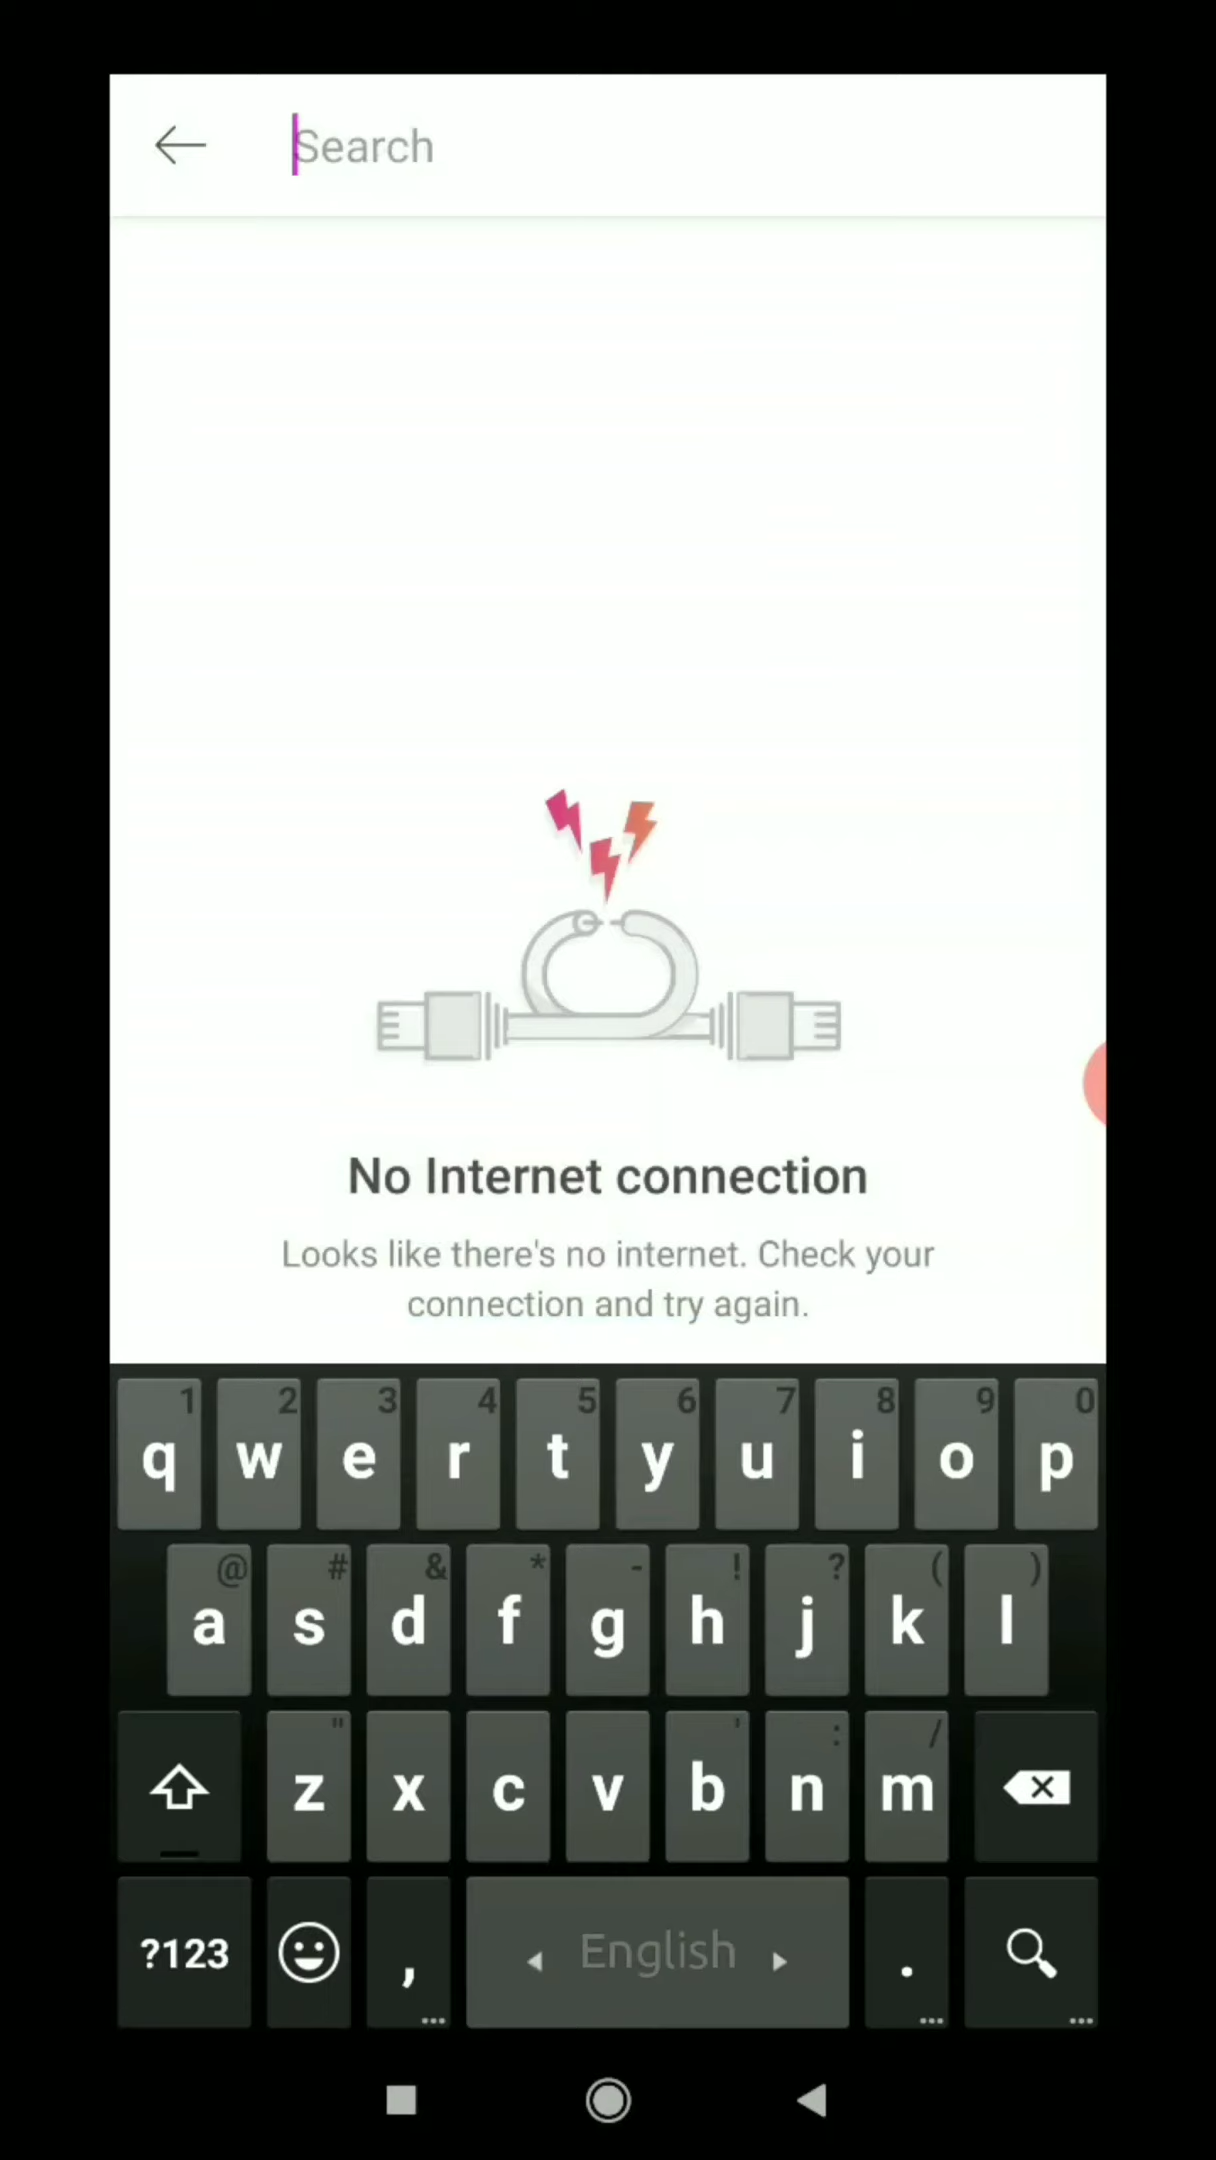 Search
No Internet connection
Looks like there's no internet. Check your
connection and try again.
1 2 3 4 5 6 7 8 9 0
q w e r t y u i o p
@ # & * - ! ? ( )
a s d f g h j k l
" ' : /
z x c v b n m
?123 , English .